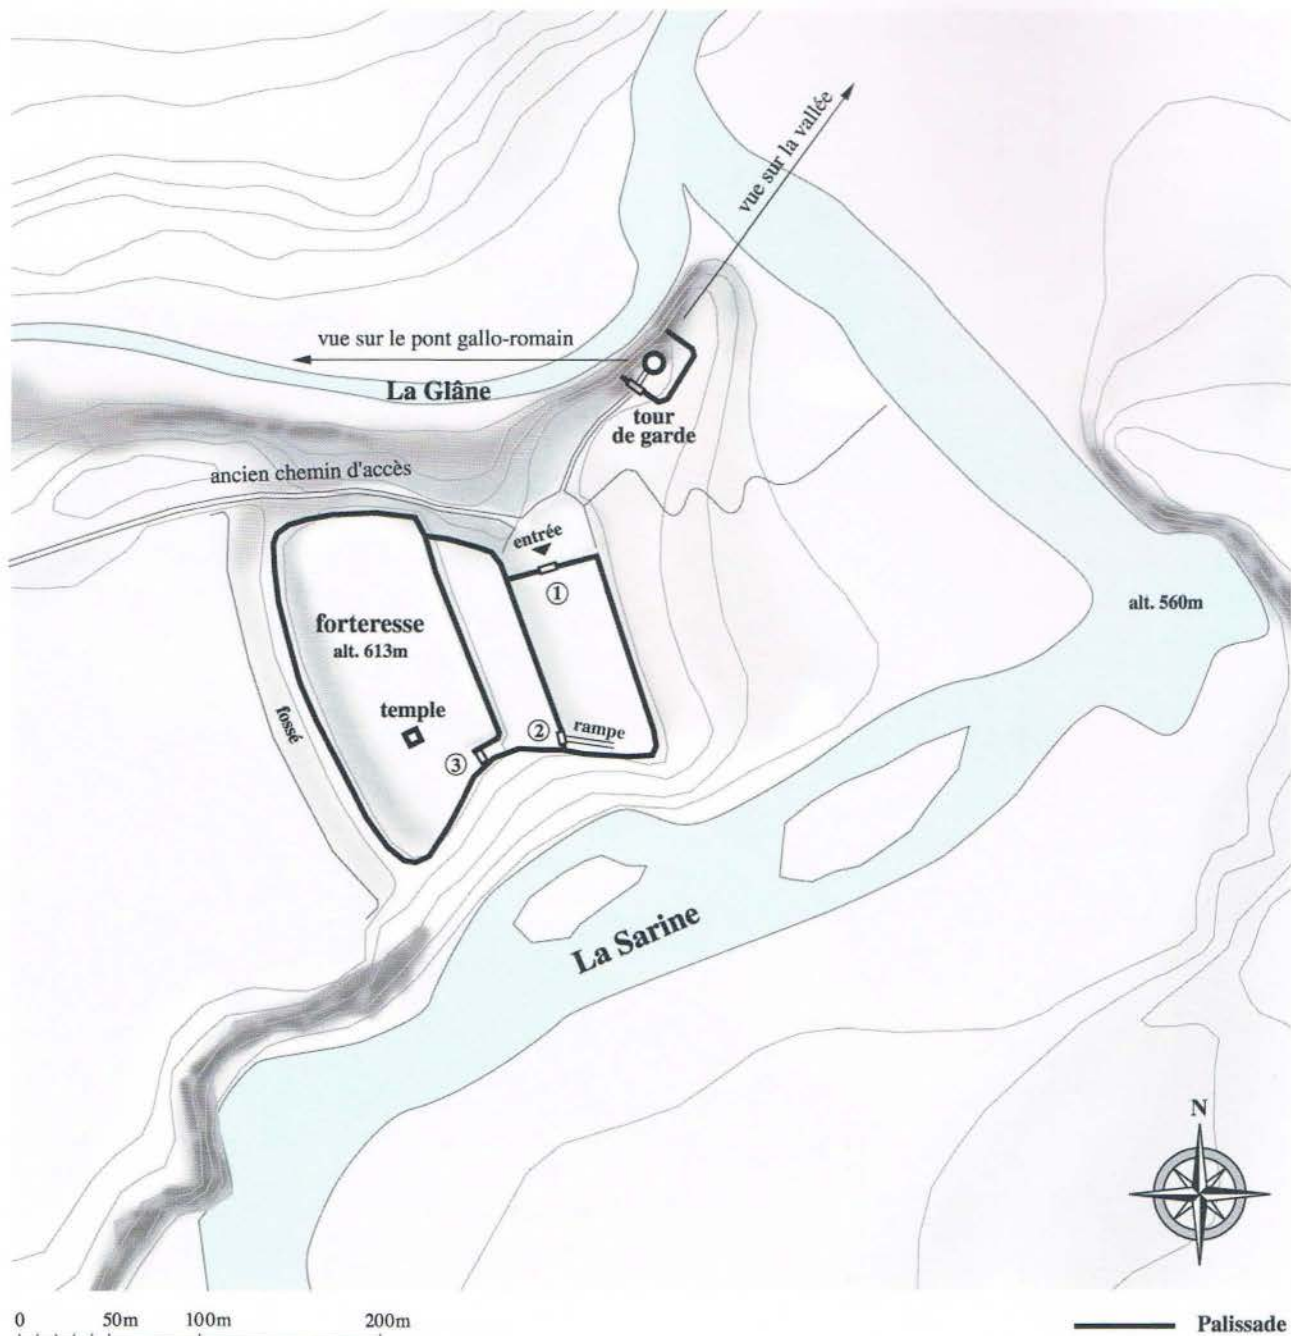 vue sur la vallée
vue sur le pont gallo-romain
La Glâne
tour
de garde
ancien chemin d'accès
entrée
①
forteresse
alt. 613m
alt. 560m
temple
fossé
②
rampe
③
La Sarine
N
0 50m 100m 200m
Palissade